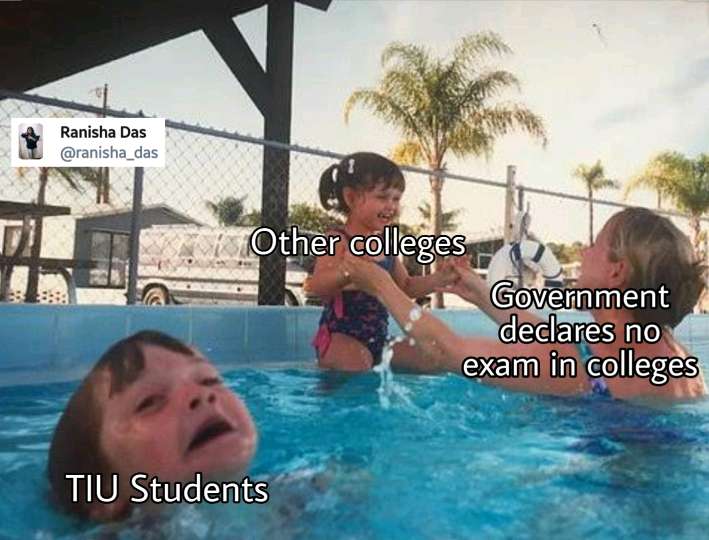 Ranisha Das
@ranisha_das
Other colleges
Government
declares no
exam in colleges
TIU Students